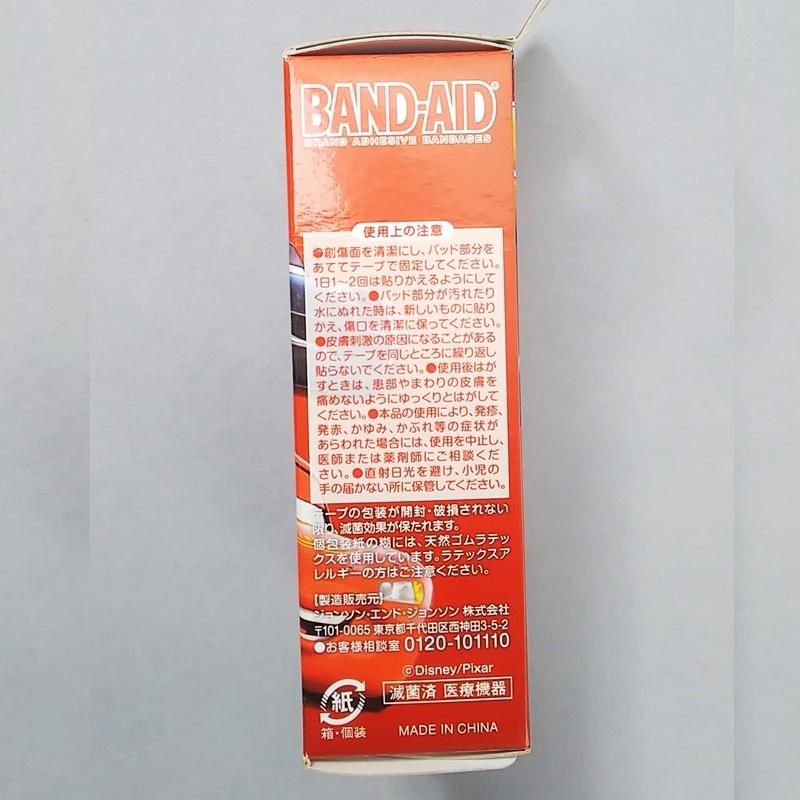 BAND-AID®
BRAND ADHESIVE BANDAGES
使用上の注意
●創傷面を清潔にし、パッド部分を
あててテープで固定してください。
1日1〜2回は貼りかえるようにして
ください。●パッド部分が汚れたり
水にぬれた時は、新しいものに貼り
かえ、傷口を清潔に保ってください。
●皮膚刺激の原因になることがある
ので、テープを同じところに繰り返し
貼らないでください。●使用後はが
すときは、患部やまわりの皮膚を
痛めないようにゆっくりとはがして
ください。●本品の使用により、発疹、
発赤、かゆみ、かぶれ等の症状が
あらわれた場合には、使用を中止し、
医師または薬剤師にご相談くだ
さい。●直射日光を避け、小児の
手の届かない所に保管してください。
テープの包装が開封・破損されない
限り、滅菌効果が保たれます。
個包装紙の糊には、天然ゴムラテッ
クスを使用しています。ラテックスア
レルギーの方はご注意ください。
【製造販売元】
ジョンソン・エンド・ジョンソン 株式会社
〒101-0065 東京都千代田区西神田3-5-2
●お客様相談室 0120-101110
©Disney/Pixar
滅菌済 医療機器
紙
箱・個装
MADE IN CHINA